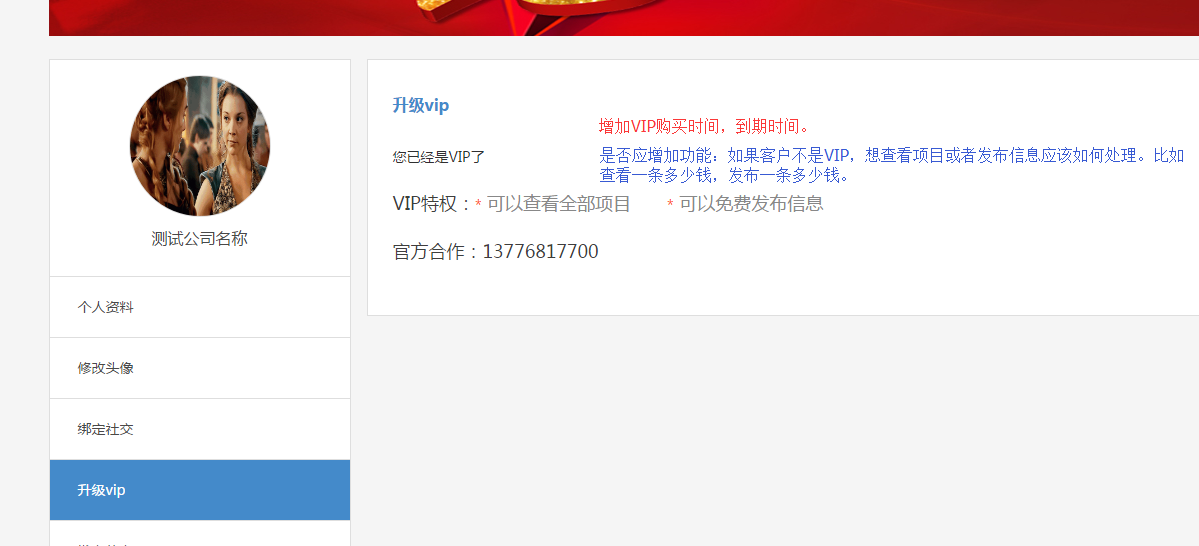 测试公司名称
个人资料
修改头像
绑定社交
升级vip
升级vip
增加VIP购买时间，到期时间。
您已经是VIP了
是否应增加功能：如果客户不是VIP，想查看项目或者发布信息应该如何处理。比如
查看一条多少钱，发布一条多少钱。
VIP特权：* 可以查看全部项目 * 可以免费发布信息
官方合作：13776817700